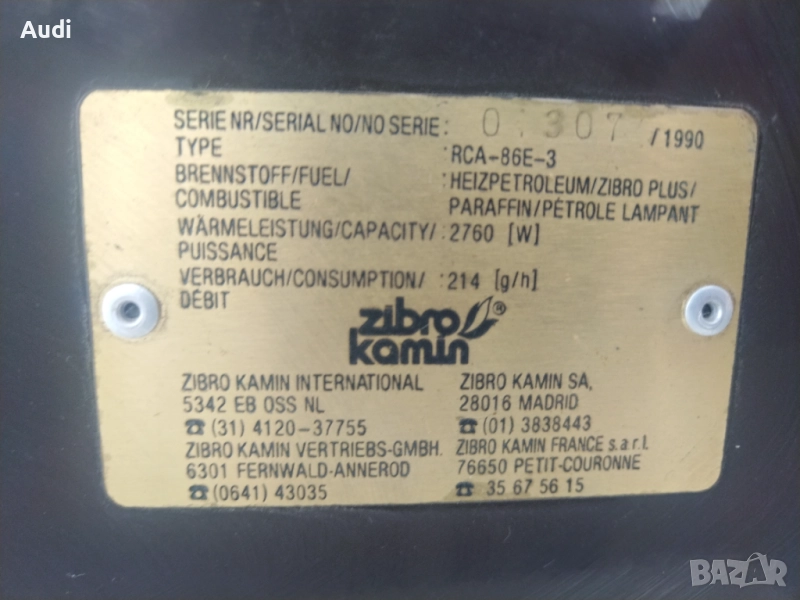 Audi
SERIE NR/SERIAL NO/NO SERIE: 01307 /1990
TYPE : RCA-86E-3
BRENNSTOFF/FUEL/ : HEIZPETROLEUM/ZIBRO PLUS/
COMBUSTIBLE PARAFFIN/PÉTROLE LAMPANT
WÄRMELEISTUNG/CAPACITY/ : 2760 [W]
PUISSANCE
VERBRAUCH/CONSUMPTION/ : 214 [g/h]
DÉBIT
zibro ®
kamin
ZIBRO KAMIN INTERNATIONAL
5342 EB OSS NL
☎ (31) 4120-37755
ZIBRO KAMIN VERTRIEBS-GMBH.
6301 FERNWALD-ANNEROD
☎ (0641) 43035
ZIBRO KAMIN SA,
28016 MADRID
☎ (01) 3838443
ZIBRO KAMIN FRANCE s.a.r.l.
76650 PETIT-COURONNE
☎ 35 67 56 15
BAZAR